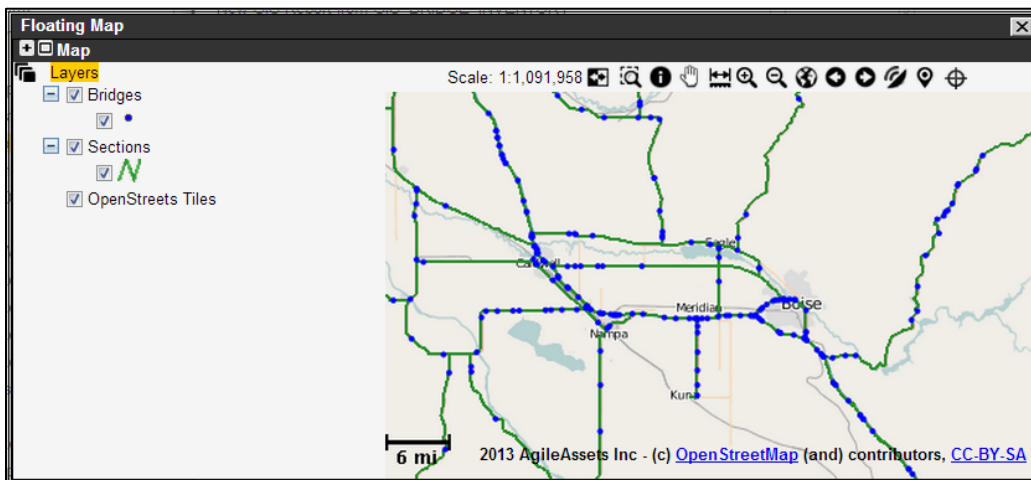 Floating Map
Map
Layers
Scale: 1:1,091,958
Bridges
Sections
OpenStreets Tiles
Eagle
Meridian
Boise
Nampa
Kuna
6 mi
2013 AgileAssets Inc - (c) OpenStreetMap (and) contributors, CC-BY-SA